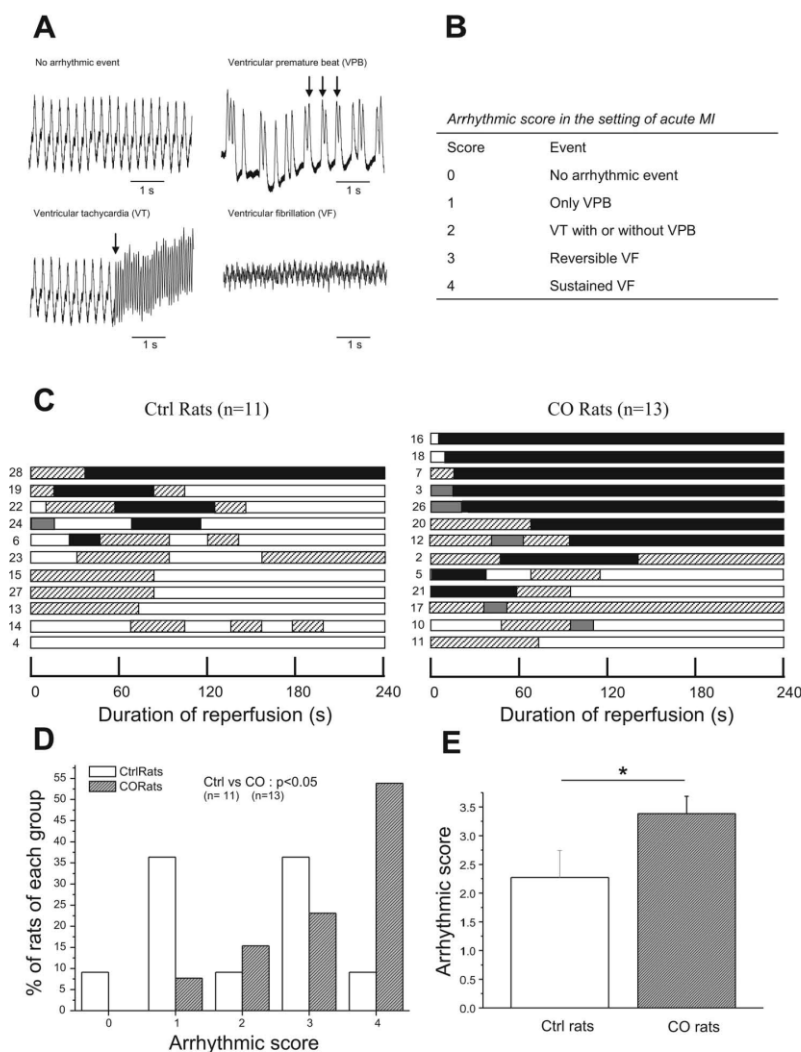 A
No arrhythmic event
Ventricular premature beat (VPB)
1 s
1 s
Ventricular tachycardia (VT)
Ventricular fibrillation (VF)
1 s
1 s
B
Arrhythmic score in the setting of acute MI
Score Event
0 No arrhythmic event
1 Only VPB
2 VT with or without VPB
3 Reversible VF
4 Sustained VF
C
Ctrl Rats (n=11)
28
19
22
24
6
23
15
27
13
14
4
0 60 120 180 240
Duration of reperfusion (s)
CO Rats (n=13)
16
18
7
3
26
20
12
2
5
21
17
10
11
0 60 120 180 240
Duration of reperfusion (s)
D
CtrlRats
CORats
Ctrl vs CO : p<0.05
(n= 11) (n=13)
% of rats of each group
55
50
45
40
35
30
25
20
15
10
5
0
0 1 2 3 4
Arrhythmic score
E
*
Arrhythmic score
3.5
3.0
2.5
2.0
1.5
1.0
0.5
0.0
Ctrl rats CO rats